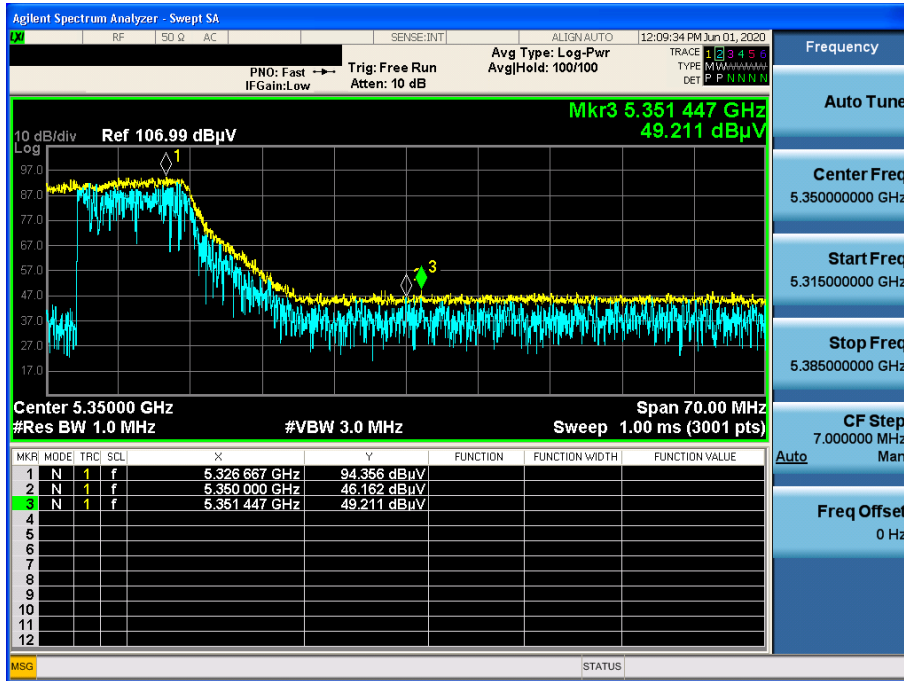 Agilent Spectrum Analyzer - Swept SA
LXI RF 50 Ω AC SENSE:INT ALIGN AUTO 12:09:34 PM Jun 01, 2020
PNO: Fast Trig: Free Run Avg Type: Log-Pwr TRACE 1 2 3 4 5 6
IFGain:Low Atten: 10 dB Avg|Hold: 100/100 TYPE MWWWWW
DET P P N N N N
Mkr3 5.351 447 GHz
49.211 dBµV
10 dB/div Ref 106.99 dBµV
Log
97.0
87.0
77.0
67.0
57.0
47.0
37.0
27.0
17.0
1
3
Center 5.35000 GHz Span 70.00 MHz
#Res BW 1.0 MHz #VBW 3.0 MHz Sweep 1.00 ms (3001 pts)
MKR MODE TRC SCL X Y FUNCTION FUNCTION WIDTH FUNCTION VALUE
1 N 1 f 5.326 667 GHz 94.356 dBµV
2 N 1 f 5.350 000 GHz 46.162 dBµV
3 N 1 f 5.351 447 GHz 49.211 dBµV
4
5
6
7
8
9
10
11
12
MSG STATUS
Frequency
Auto Tune
Center Freq
5.350000000 GHz
Start Freq
5.315000000 GHz
Stop Freq
5.385000000 GHz
CF Step
7.000000 MHz
Auto Man
Freq Offset
0 Hz